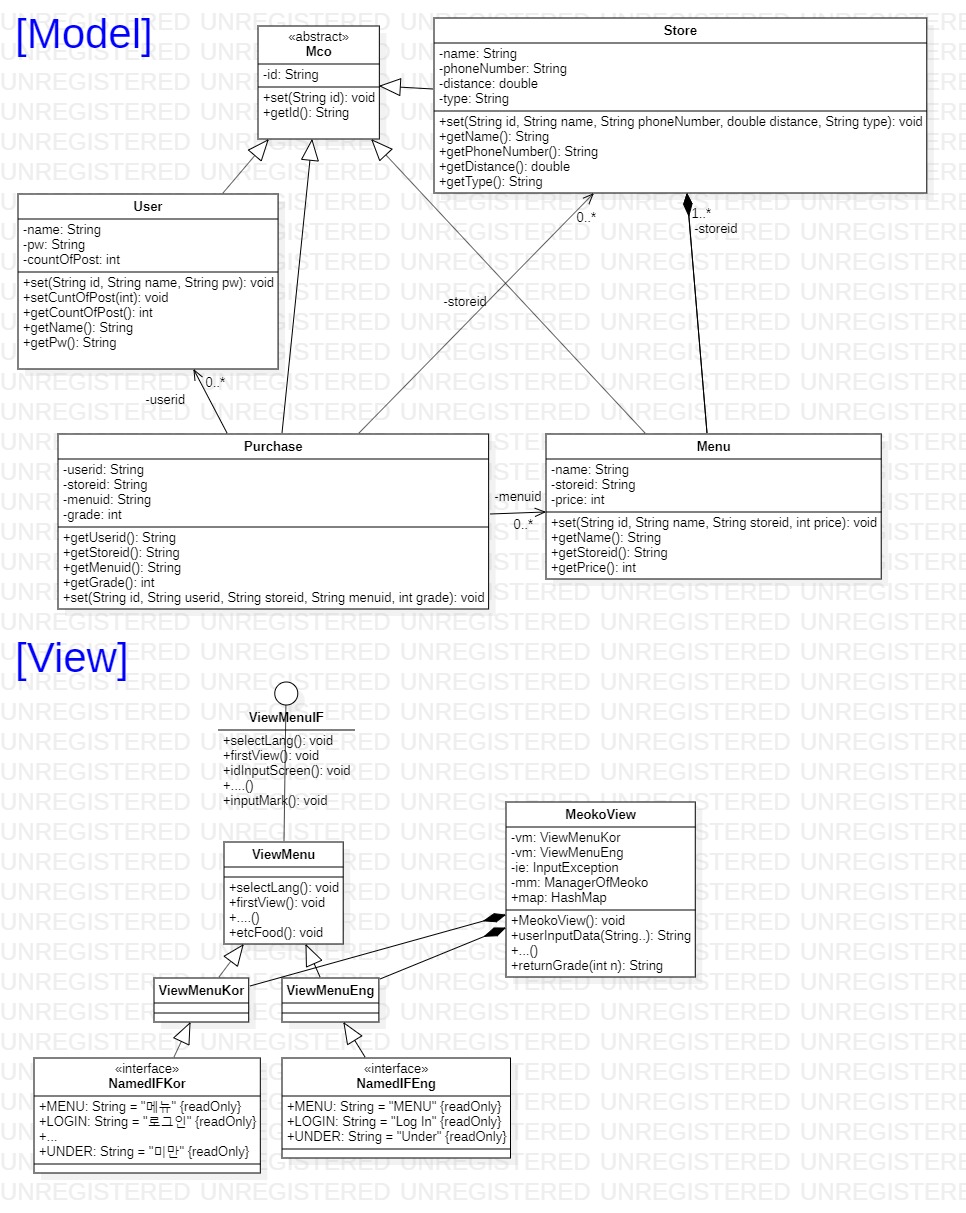 [Model]
«abstract»
Mco
-id: String
+set(String id): void
+getId(): String
Store
-name: String
-phoneNumber: String
-distance: double
-type: String
+set(String id, String name, String phoneNumber, double distance, String type): void
+getName(): String
+getPhoneNumber(): String
+getDistance(): double
+getType(): String
User
-name: String
-pw: String
-countOfPost: int
+set(String id, String name, String pw): void
+setCuntOfPost(int): void
+getCountOfPost(): int
+getName(): String
+getPw(): String
0..*
-storeid
1..*
-storeid
0..*
-userid
Purchase
-userid: String
-storeid: String
-menuid: String
-grade: int
+getUserid(): String
+getStoreid(): String
+getMenuid(): String
+getGrade(): int
+set(String id, String userid, String storeid, String menuid, int grade): void
-menuid
0..*
Menu
-name: String
-storeid: String
-price: int
+set(String id, String name, String storeid, int price): void
+getName(): String
+getStoreid(): String
+getPrice(): int
[View]
ViewMenuIF
+selectLang(): void
+firstView(): void
+idInputScreen(): void
+....()
+inputMark(): void
ViewMenu
+selectLang(): void
+firstView(): void
+....()
+etcFood(): void
MeokoView
-vm: ViewMenuKor
-vm: ViewMenuEng
-ie: InputException
-mm: ManagerOfMeoko
+map: HashMap
+MeokoView(): void
+userInputData(String..): String
+...()
+returnGrade(int n): String
ViewMenuKor
ViewMenuEng
«interface»
NamedIFKor
+MENU: String = "메뉴" {readOnly}
+LOGIN: String = "로그인" {readOnly}
+...
+UNDER: String = "미만" {readOnly}
«interface»
NamedIFEng
+MENU: String = "MENU" {readOnly}
+LOGIN: String = "Log In" {readOnly}
+UNDER: String = "Under" {readOnly}
UNREGISTERED